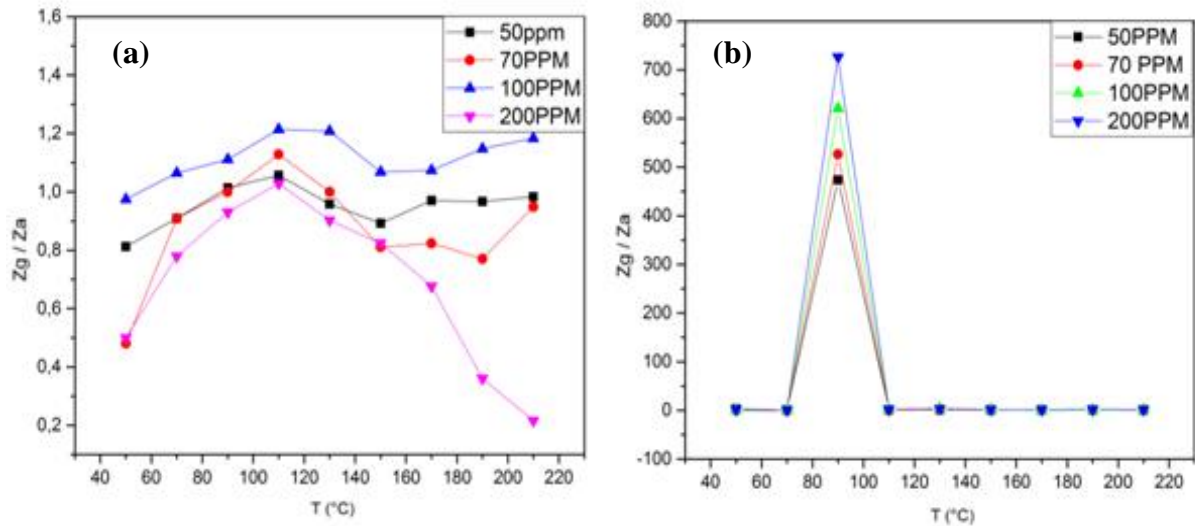 (a)
50ppm
70PPM
100PPM
200PPM
1,6
1,4
1,2
1,0
0,8
0,6
0,4
0,2
Zg / Za
40 60 80 100 120 140 160 180 200 220
T (°C)
(b)
50PPM
70 PPM
100PPM
200PPM
800
700
600
500
400
300
200
100
0
-100
Zg / Za
40 60 80 100 120 140 160 180 200 220
T (°C)